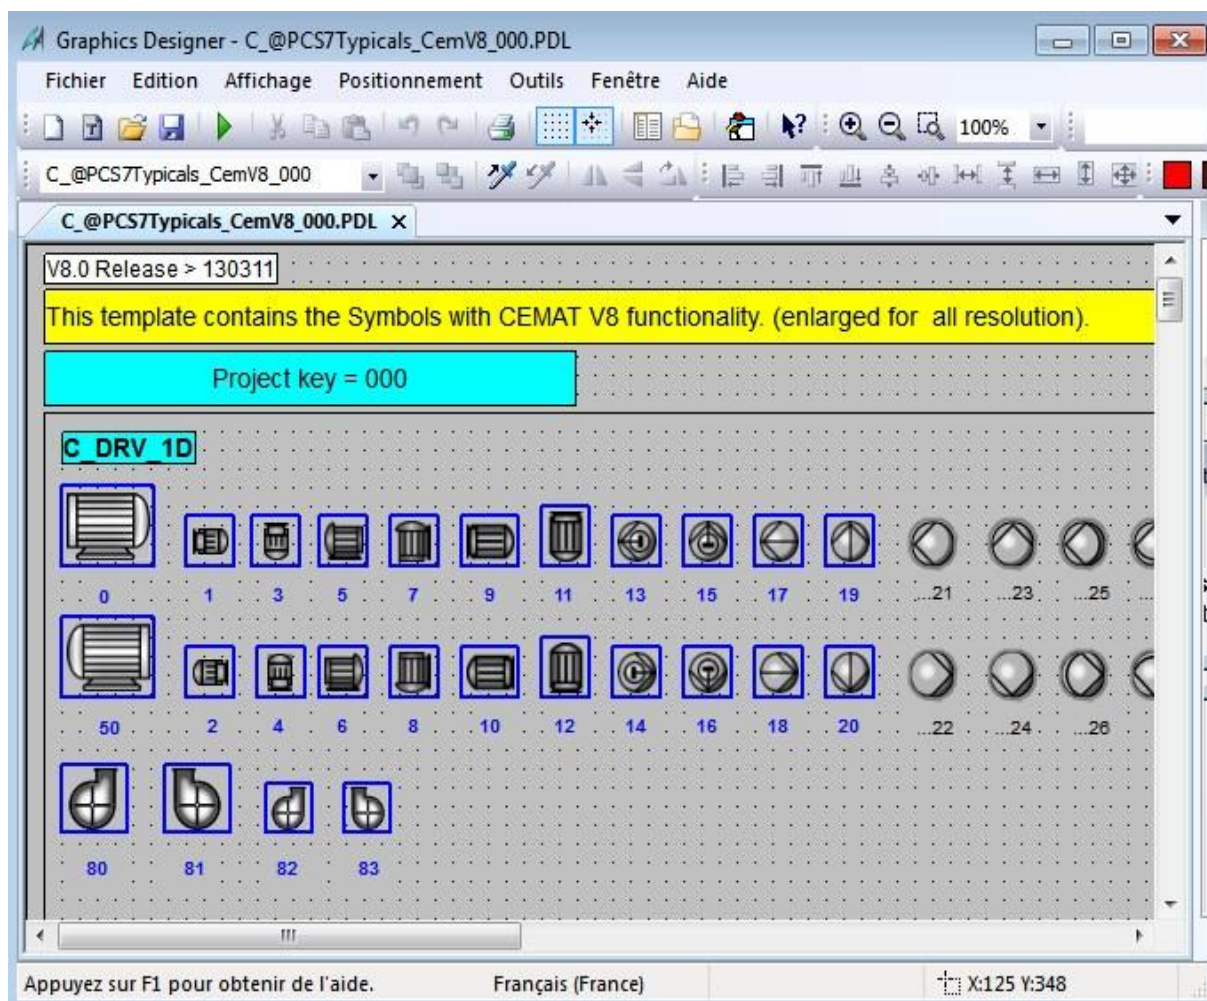 Graphics Designer - C_@PCS7Typicals_CemV8_000.PDL
Fichier Edition Affichage Positionnement Outils Fenêtre Aide
100%
C_@PCS7Typicals_CemV8_000
C_@PCS7Typicals_CemV8_000.PDL X
V8.0 Release > 130311
This template contains the Symbols with CEMAT V8 functionality. (enlarged for all resolution).
Project key = 000
C_DRV_1D
0 1 3 5 7 9 11 13 15 17 19 ...21 ...23 ...25 ...
50 2 4 6 8 10 12 14 16 18 20 ...22 ...24 ...26
80 81 82 83
Appuyez sur F1 pour obtenir de l'aide. Français (France) X:125 Y:348